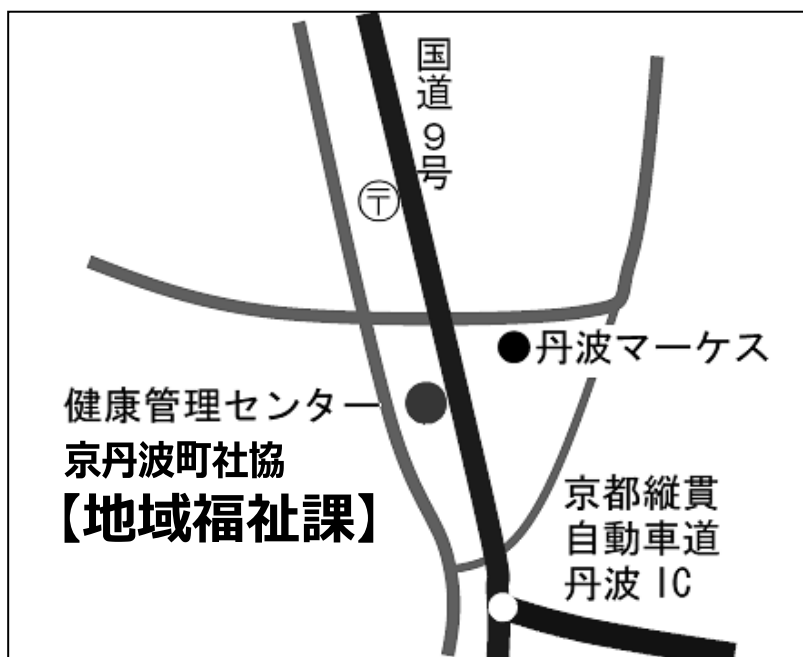 国道9号
〒
丹波マーケス
健康管理センター
京丹波町社協
【地域福祉課】
京都縦貫
自動車道
丹波 IC